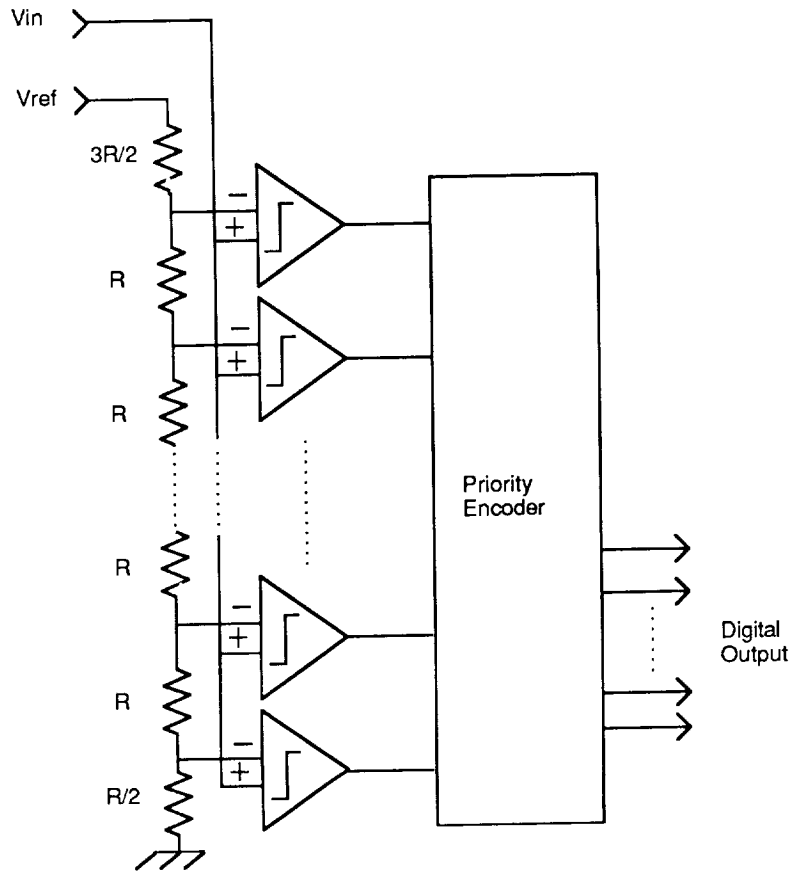 Vin
Vref
3R/2
−
+
R
−
+
R
Priority
Encoder
R
−
+
Digital
Output
R
−
+
R/2